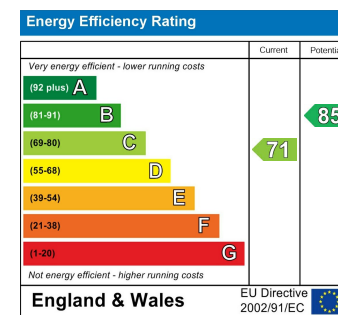 Energy Efficiency Rating
Current Potentia
Very energy efficient - lower running costs
(92 plus) A
(81-91) B 85
(69-80) C 71
(55-68) D
(39-54) E
(21-38) F
(1-20) G
Not energy efficient - higher running costs
England & Wales
EU Directive
2002/91/EC